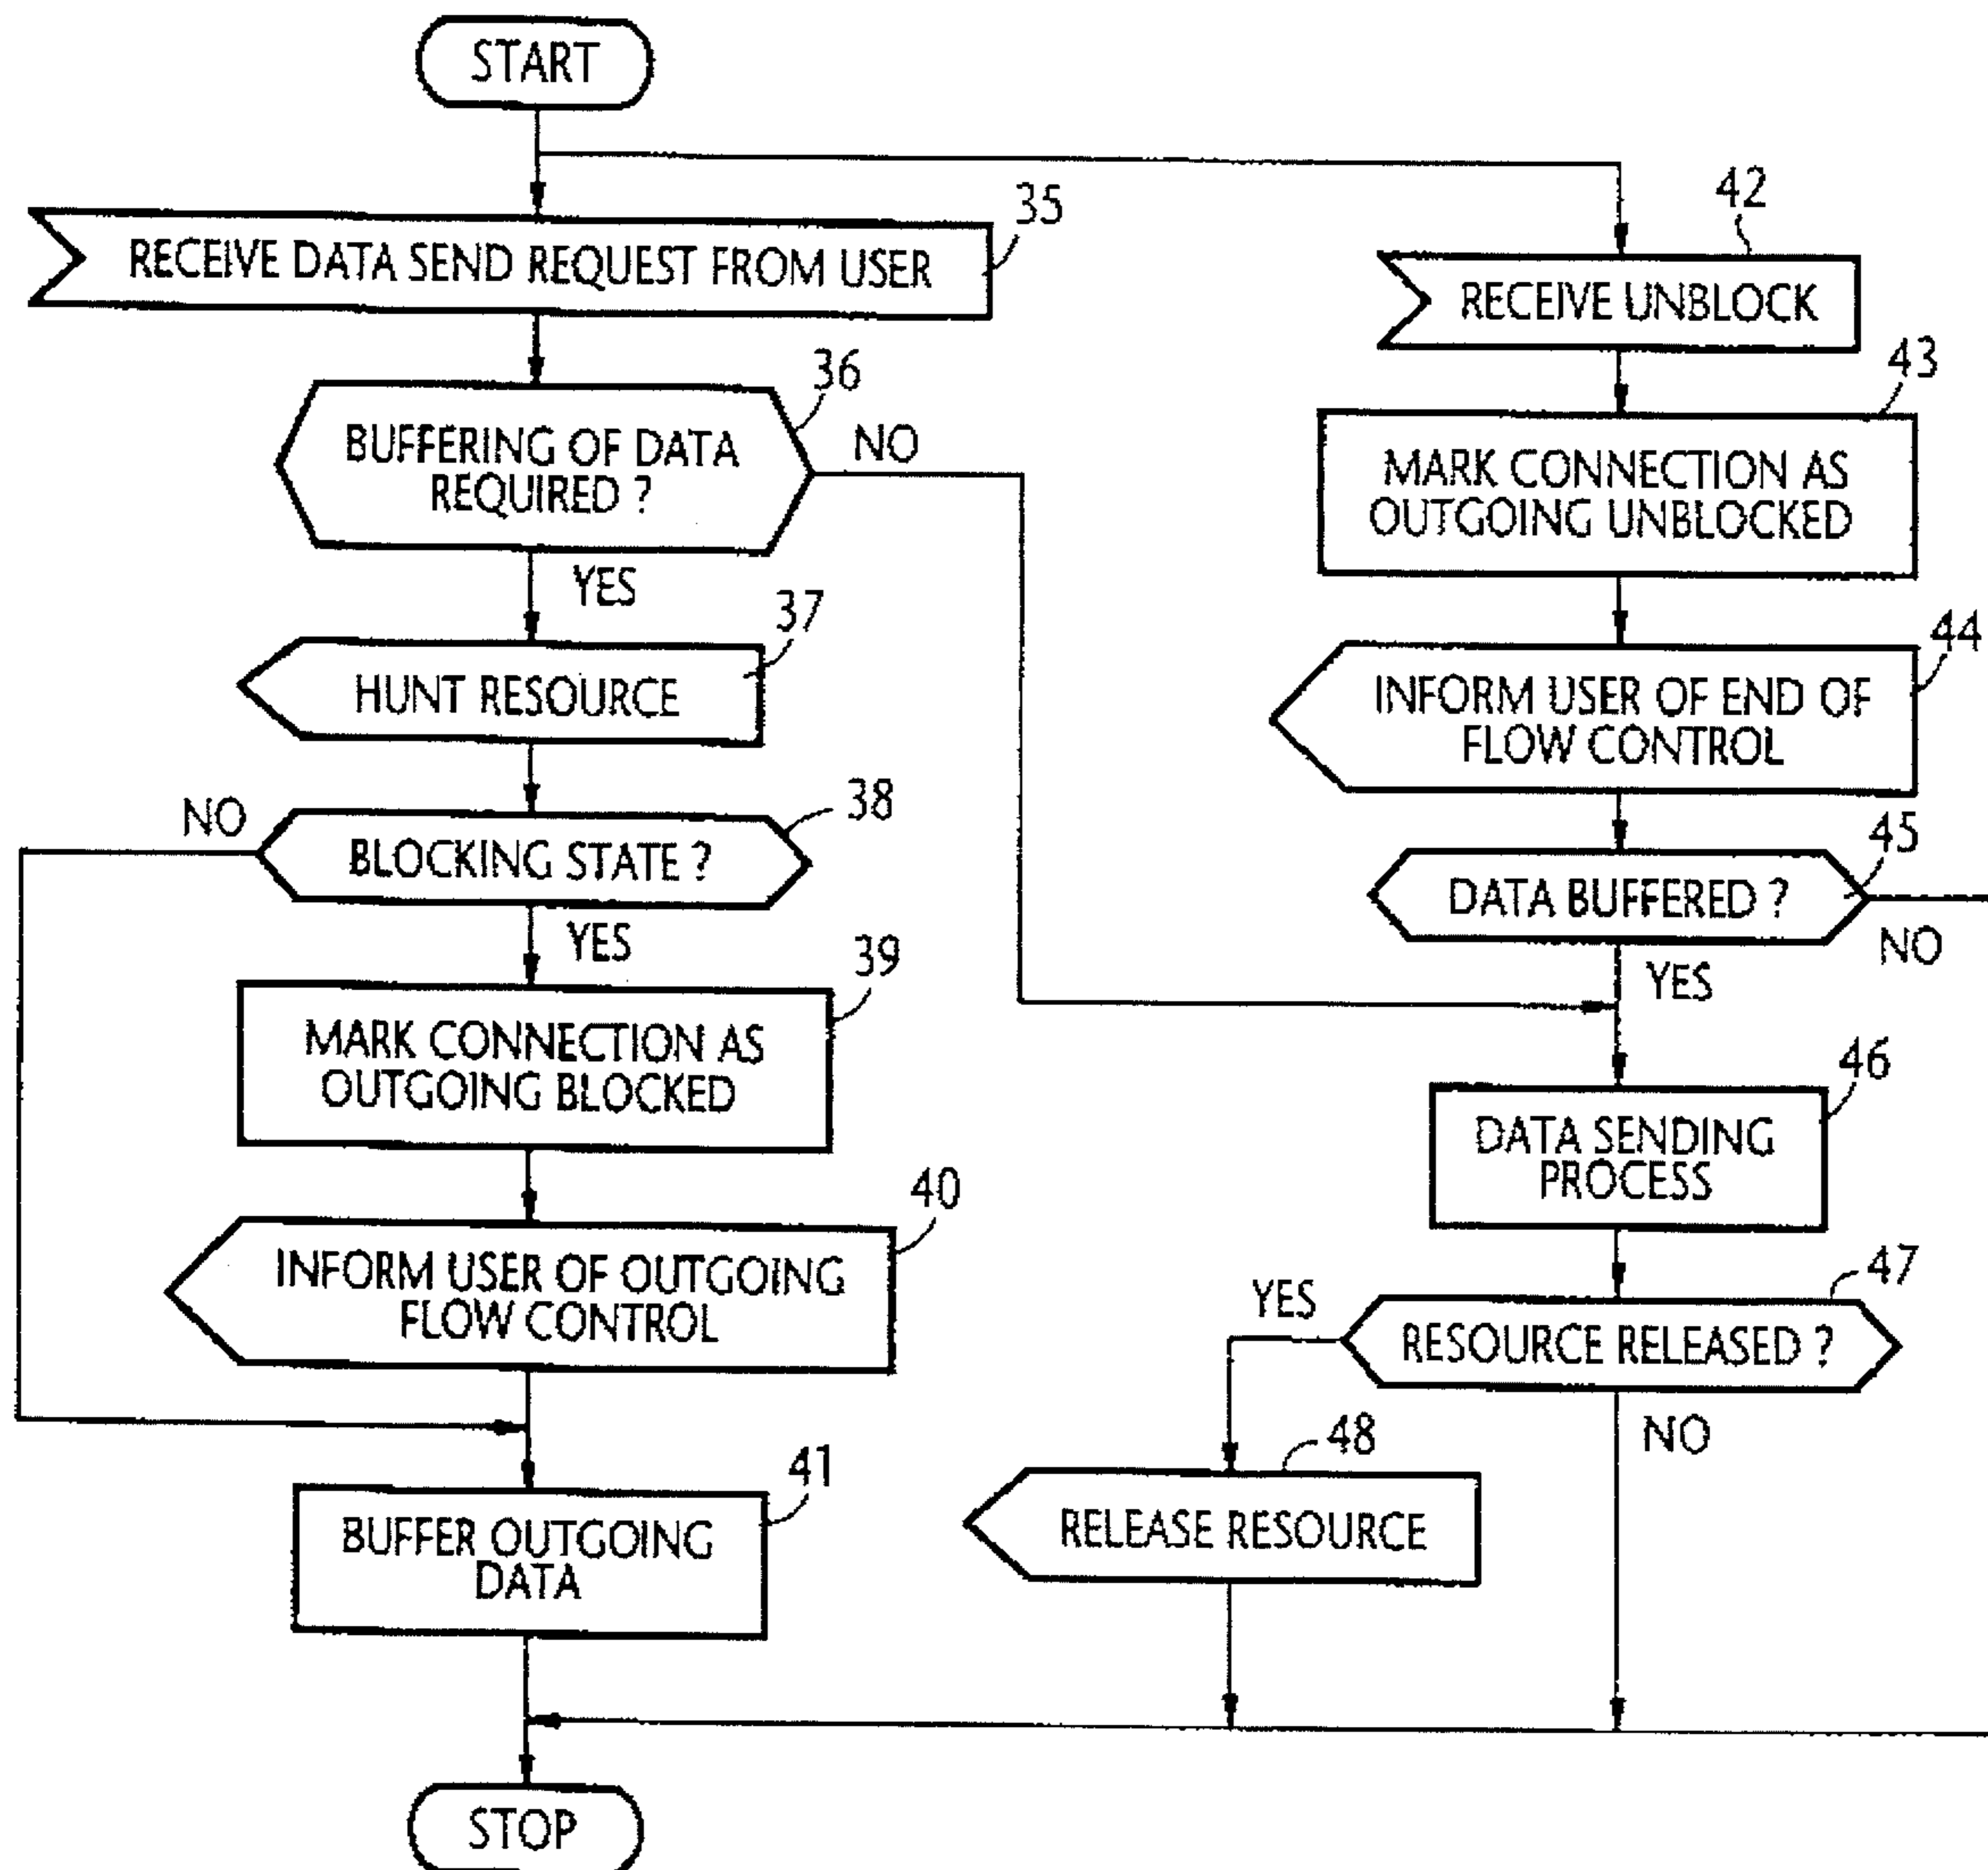 START
RECEIVE DATA SEND REQUEST FROM USER
35
BUFFERING OF DATA
REQUIRED ?
36
NO
YES
HUNT RESOURCE
37
NO
BLOCKING STATE ?
38
YES
MARK CONNECTION AS
OUTGOING BLOCKED
39
INFORM USER OF OUTGOING
FLOW CONTROL
40
BUFFER OUTGOING
DATA
41
STOP
42
RECEIVE UNBLOCK
43
MARK CONNECTION AS
OUTGOING UNBLOCKED
44
INFORM USER OF END OF
FLOW CONTROL
45
DATA BUFFERED ?
NO
YES
46
DATA SENDING
PROCESS
47
YES
RESOURCE RELEASED ?
NO
48
RELEASE RESOURCE